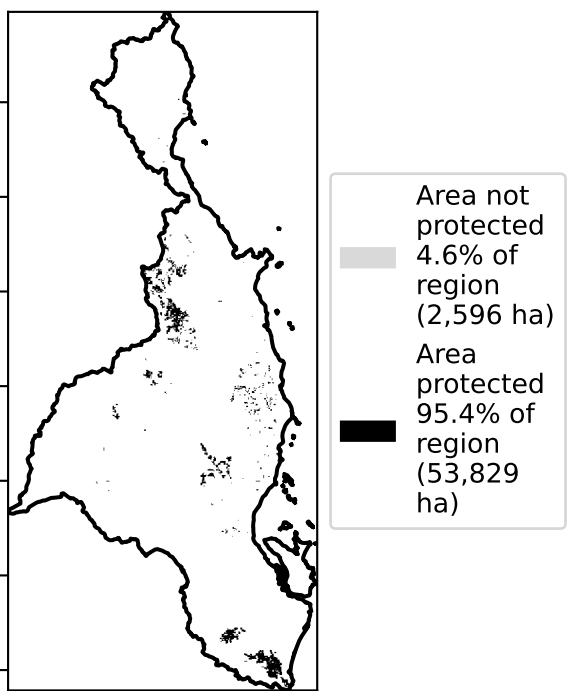 Area not
protected
4.6% of
region
(2,596 ha)
Area
protected
95.4% of
region
(53,829
ha)